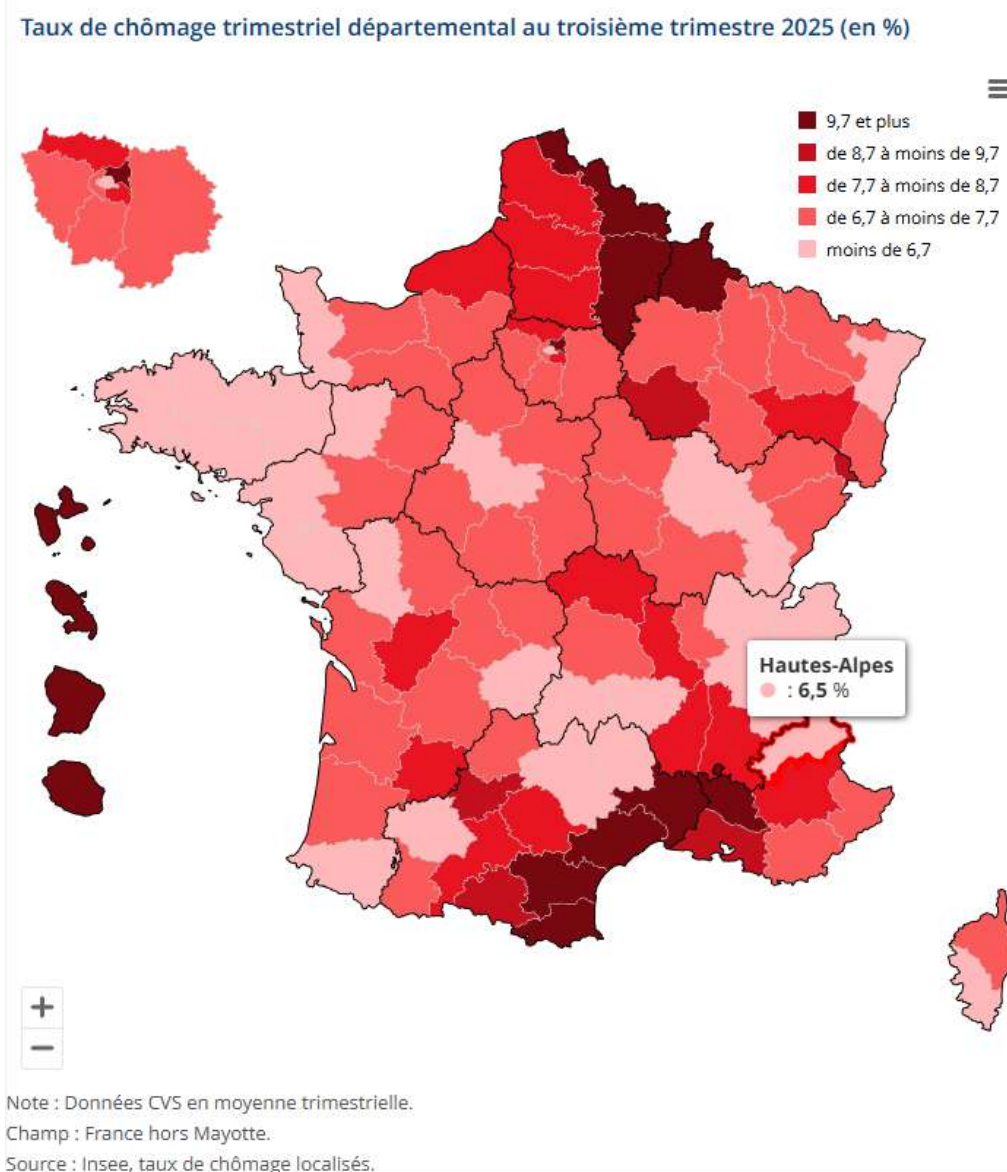 Taux de chômage trimestriel départemental au troisième trimestre 2025 (en %)
9,7 et plus
de 8,7 à moins de 9,7
de 7,7 à moins de 8,7
de 6,7 à moins de 7,7
moins de 6,7
Hautes-Alpes
: 6,5 %
+
−
Note : Données CVS en moyenne trimestrielle.
Champ : France hors Mayotte.
Source : Insee, taux de chômage localisés.